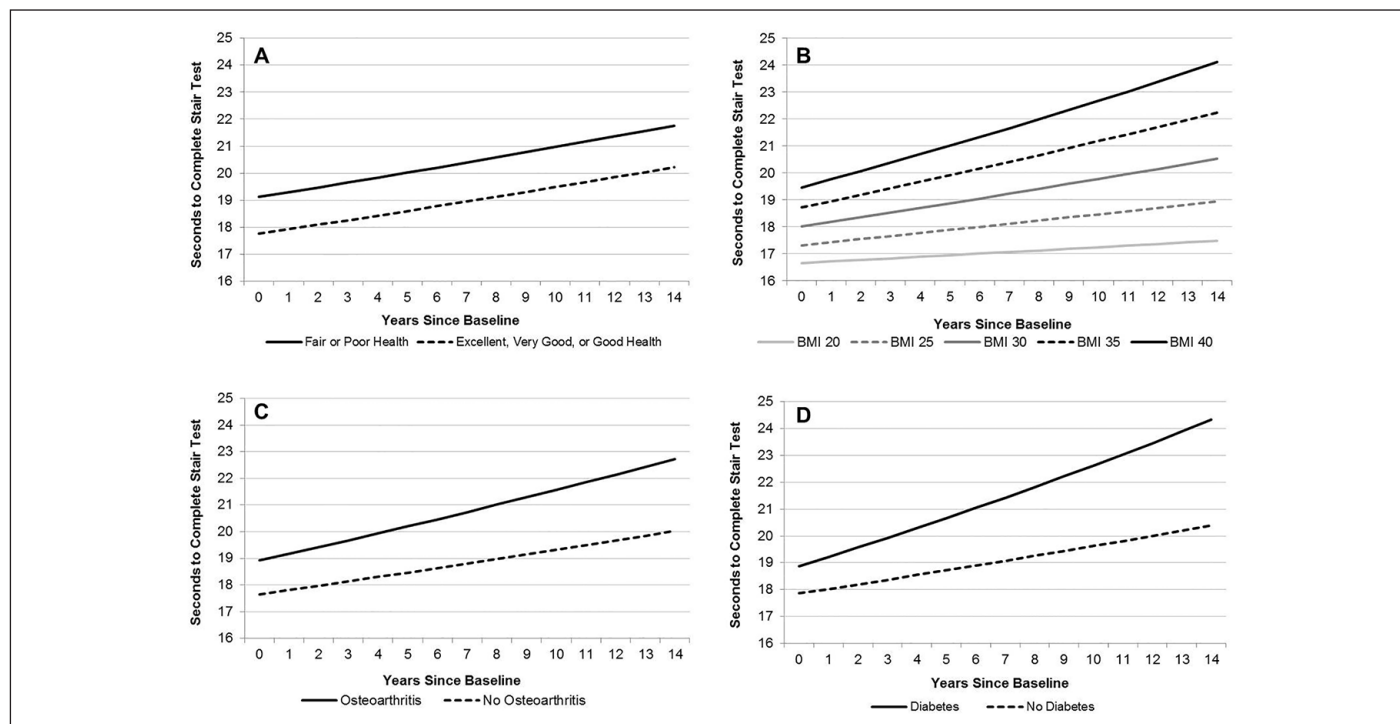 A
Seconds to Complete Stair Test
25
24
23
22
21
20
19
18
17
16
0 1 2 3 4 5 6 7 8 9 10 11 12 13 14
Years Since Baseline
Fair or Poor Health Excellent, Very Good, or Good Health
B
Seconds to Complete Stair Test
25
24
23
22
21
20
19
18
17
16
0 1 2 3 4 5 6 7 8 9 10 11 12 13 14
Years Since Baseline
BMI 20 BMI 25 BMI 30 BMI 35 BMI 40
C
Seconds to Complete Stair Test
25
24
23
22
21
20
19
18
17
16
0 1 2 3 4 5 6 7 8 9 10 11 12 13 14
Years Since Baseline
Osteoarthritis No Osteoarthritis
D
Seconds to Complete Stair Test
25
24
23
22
21
20
19
18
17
16
0 1 2 3 4 5 6 7 8 9 10 11 12 13 14
Years Since Baseline
Diabetes No Diabetes